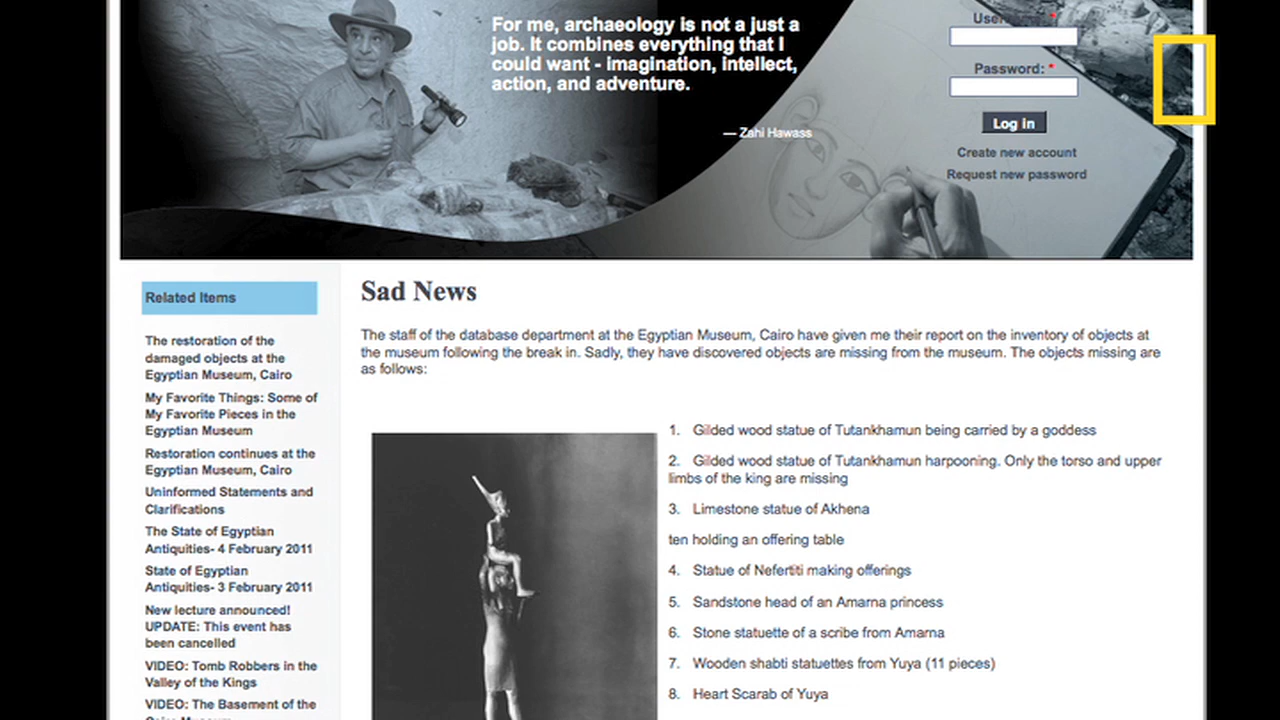 For me, archaeology is not a just a
job. It combines everything that I
could want - imagination, intellect,
action, and adventure.
— Zahi Hawass
Password: *
Log in
Create new account
Request new password
Related Items
The restoration of the
damaged objects at the
Egyptian Museum, Cairo
My Favorite Things: Some of
My Favorite Pieces in the
Egyptian Museum
Restoration continues at the
Egyptian Museum, Cairo
Uninformed Statements and
Clarifications
The State of Egyptian
Antiquities- 4 February 2011
State of Egyptian
Antiquities- 3 February 2011
New lecture announced!
UPDATE: This event has
been cancelled
VIDEO: Tomb Robbers in the
Valley of the Kings
VIDEO: The Basement of the
Sad News
The staff of the database department at the Egyptian Museum, Cairo have given me their report on the inventory of objects at
the museum following the break in. Sadly, they have discovered objects are missing from the museum. The objects missing are
as follows:
1. Gilded wood statue of Tutankhamun being carried by a goddess
2. Gilded wood statue of Tutankhamun harpooning. Only the torso and upper
limbs of the king are missing
3. Limestone statue of Akhena
ten holding an offering table
4. Statue of Nefertiti making offerings
5. Sandstone head of an Amarna princess
6. Stone statuette of a scribe from Amarna
7. Wooden shabti statuettes from Yuya (11 pieces)
8. Heart Scarab of Yuya